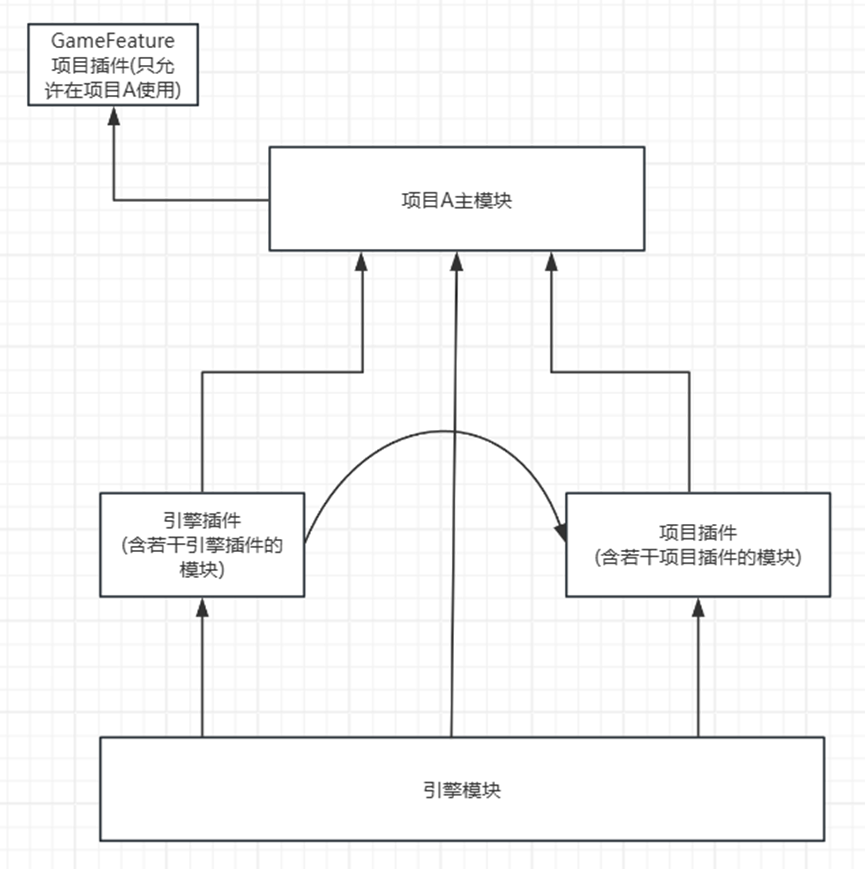 GameFeature
项目插件(只允
许在项目A使用)
项目A主模块
引擎插件
(含若干引擎插件的
模块)
项目插件
(含若干项目插件的模块)
引擎模块